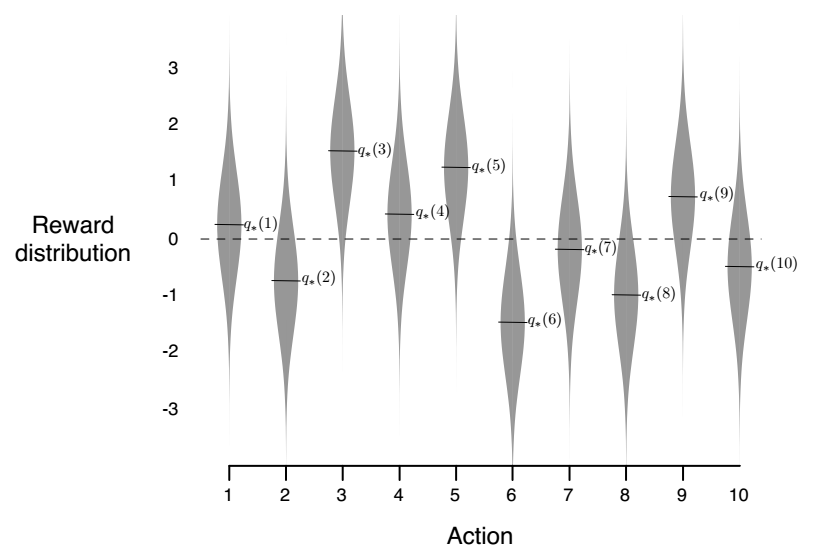 3
2
1
0
-1
-2
-3
Reward
distribution
q*(1)
q*(2)
q*(3)
q*(4)
q*(5)
q*(6)
q*(7)
q*(8)
q*(9)
q*(10)
1 2 3 4 5 6 7 8 9 10
Action